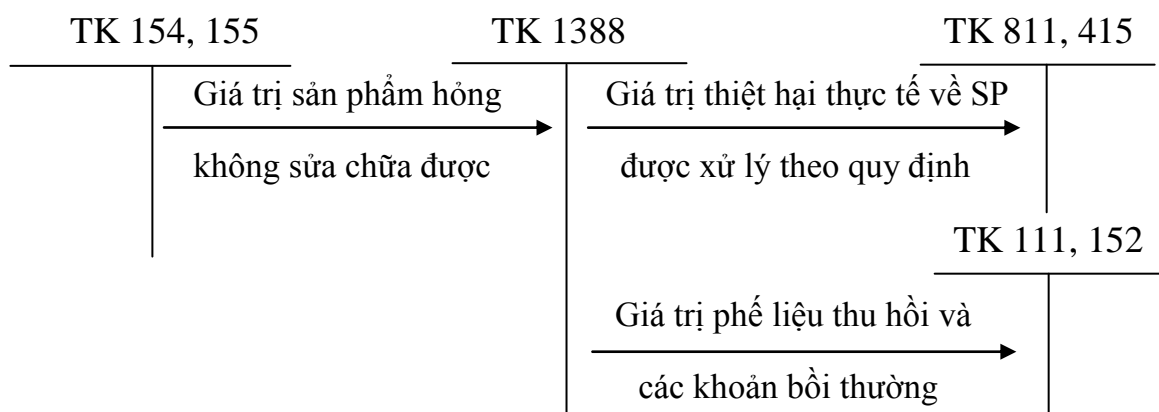 TK 154, 155
TK 1388
TK 811, 415
Giá trị sản phẩm hỏng
không sửa chữa được
Giá trị thiệt hại thực tế về SP
được xử lý theo quy định
TK 111, 152
Giá trị phế liệu thu hồi và
các khoản bồi thường